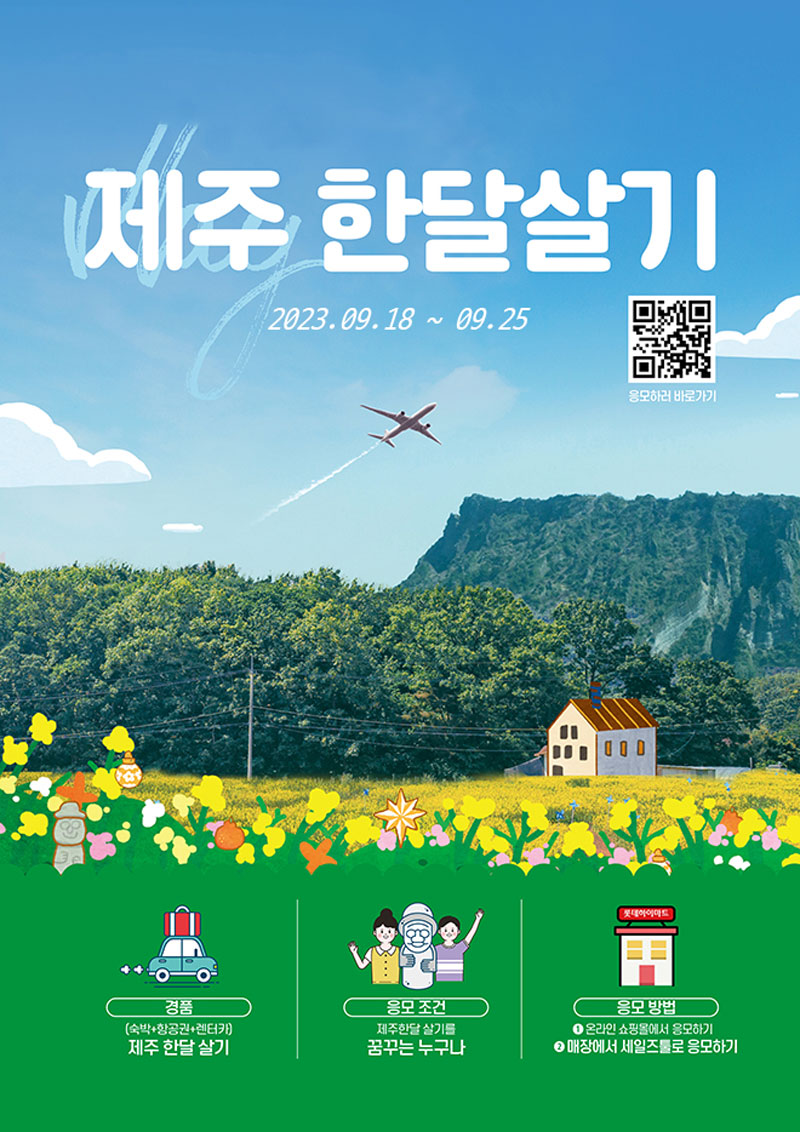 May
제주 한달살기
2023.09.18 ~ 09.25
응모하러 바로가기
롯데하이마트
경품
(숙박+항공권+렌터카)
제주 한달 살기
응모 조건
제주한달 살기를
꿈꾸는 누구나
응모 방법
❶ 온라인 쇼핑몰에서 응모하기
❷ 매장에서 세일즈툴로 응모하기